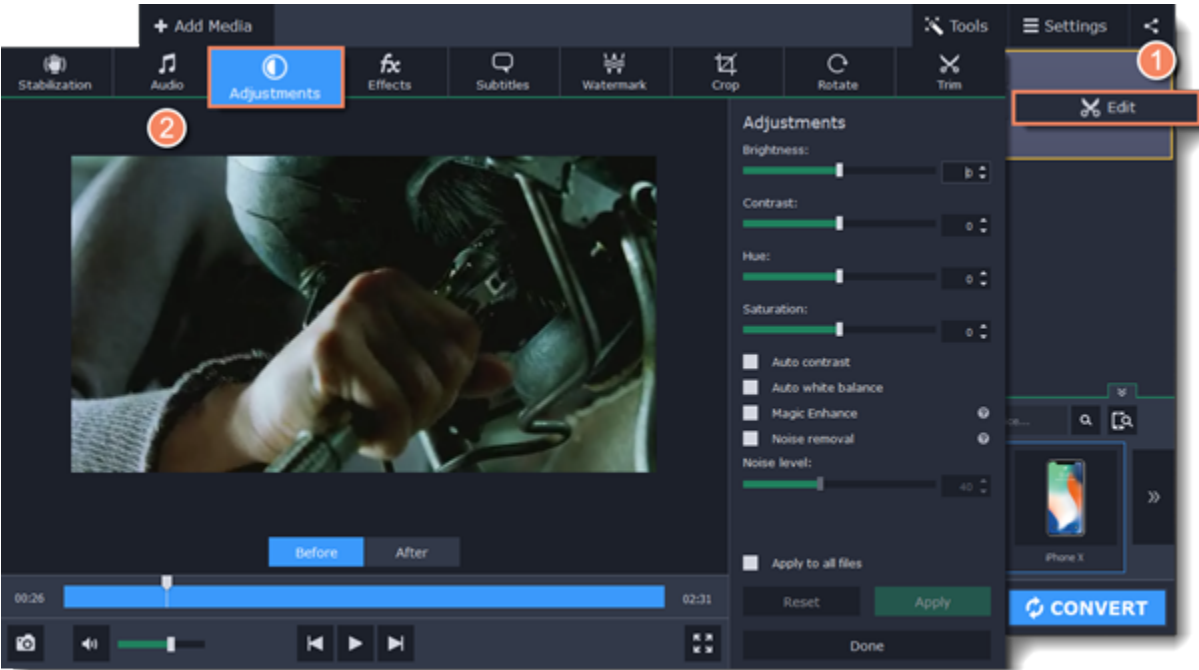 + Add Media
Tools
Settings
1
Stabilization
Audio
Adjustments
fx
Effects
Subtitles
Watermark
Crop
Rotate
Trim
Edit
2
Adjustments
Brightness:
0
Contrast:
0
Hue:
0
Saturation:
0
Auto contrast
Auto white balance
Magic Enhance
Noise removal
Noise level:
40
iPhone X
Before
After
Apply to all files
00:26
02:31
Reset
Apply
CONVERT
Done